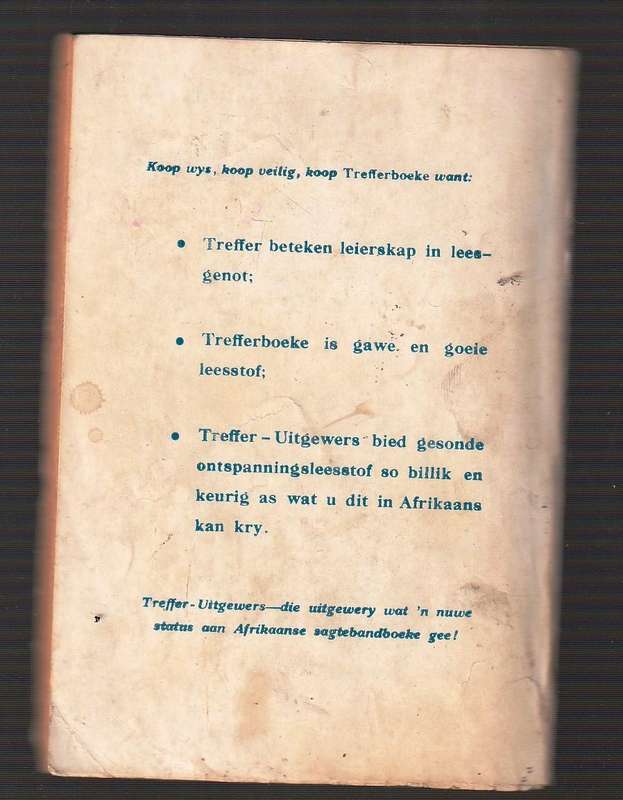 Koop wys, koop veilig, koop Trefferboeke want:
• Treffer beteken leierskap in lees-
genot;
• Trefferboeke is gawe en goeie
leesstof;
• Treffer – Uitgewers bied gesonde
ontspanningsleesstof so billik en
keurig as wat u dit in Afrikaans
kan kry.
Treffer - Uitgewers—die uitgewery wat 'n nuwe
status aan Afrikaanse sagtebandboeke gee!